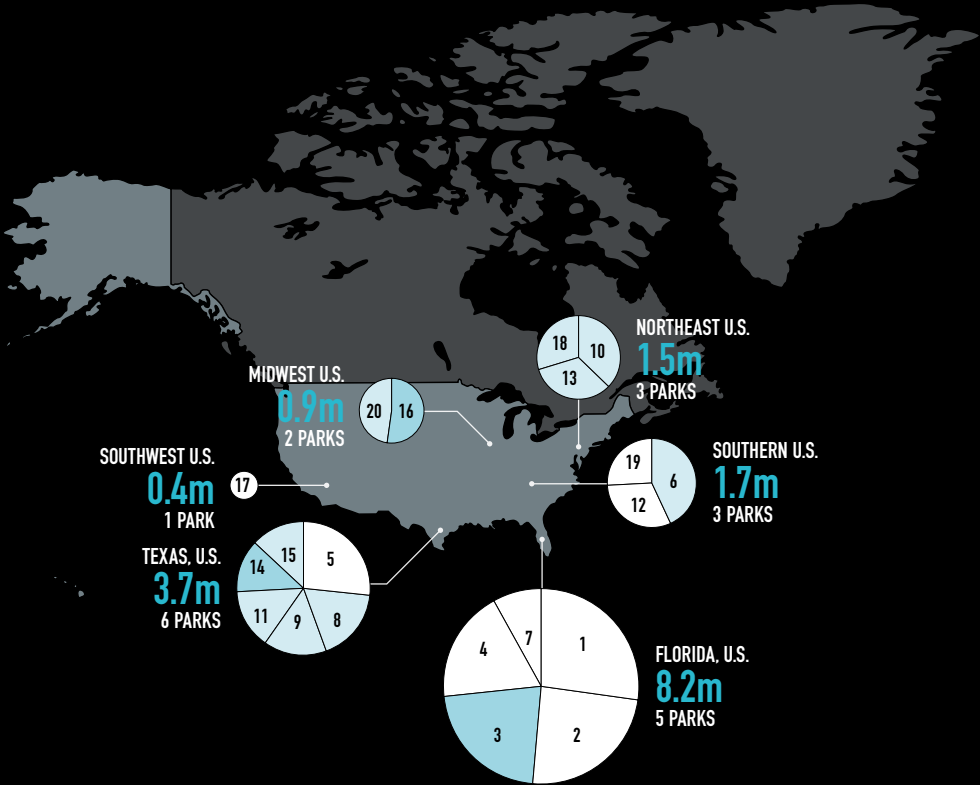 NORTHEAST U.S.
1.5m
3 PARKS
18
10
13
MIDWEST U.S.
0.9m
2 PARKS
20
16
SOUTHWEST U.S.
0.4m
1 PARK
17
SOUTHERN U.S.
1.7m
3 PARKS
19
6
12
TEXAS, U.S.
3.7m
6 PARKS
15
5
14
11
9
8
FLORIDA, U.S.
8.2m
5 PARKS
7
4
1
3
2